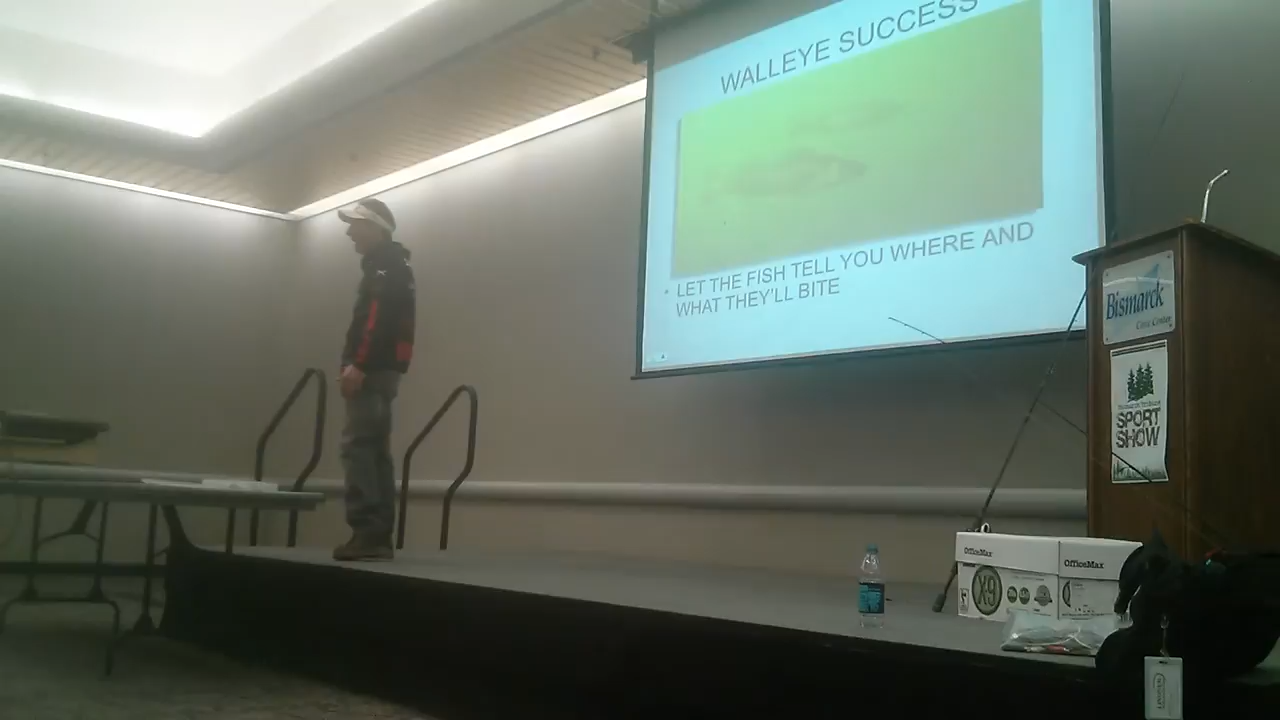 WALLEYE SUCCESS
LET THE FISH TELL YOU WHERE AND
WHAT THEY'LL BITE
Bismarck
Civic Center
SPORT
SHOW
OfficeMax
OfficeMax
X9